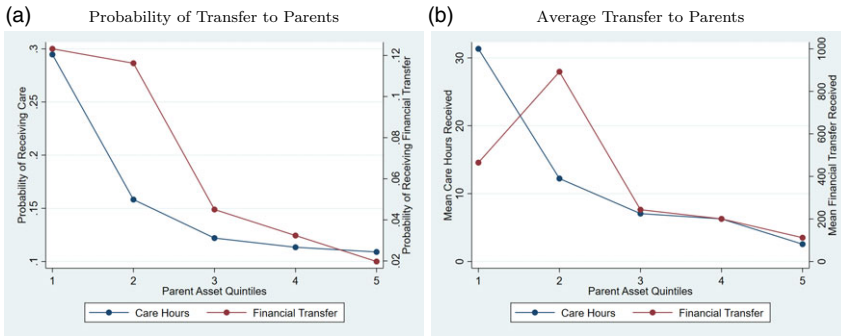 (a) Probability of Transfer to Parents
Probability of Receiving Care
.3
.25
.2
.15
.1
.12
.1
.08
.06
.04
.02
Probability of Receiving Financial Transfer
1 2 3 4 5
Parent Asset Quintiles
Care Hours Financial Transfer
(b) Average Transfer to Parents
Mean Care Hours Received
30
20
10
0
1000
800
600
400
200
0
Mean Financial Transfer Received
1 2 3 4 5
Parent Asset Quintiles
Care Hours Financial Transfer